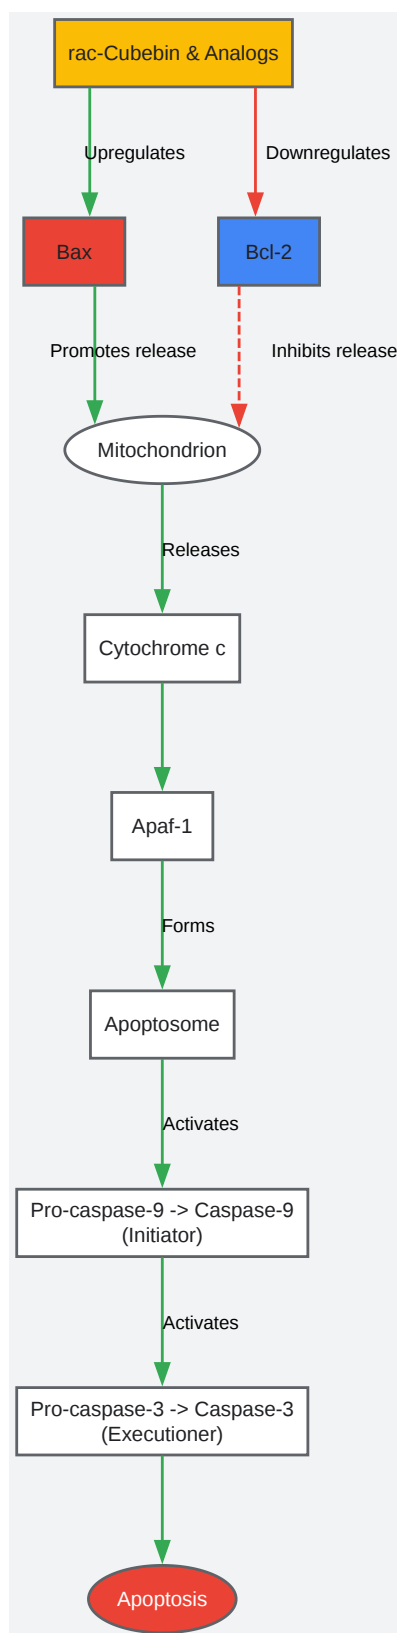 rac-Cubebin & Analogs
Upregulates
Downregulates
Bax
Bcl-2
Promotes release
Inhibits release
Mitochondrion
Releases
Cytochrome c
Apaf-1
Forms
Apoptosome
Activates
Pro-caspase-9 -> Caspase-9
(Initiator)
Activates
Pro-caspase-3 -> Caspase-3
(Executioner)
Apoptosis